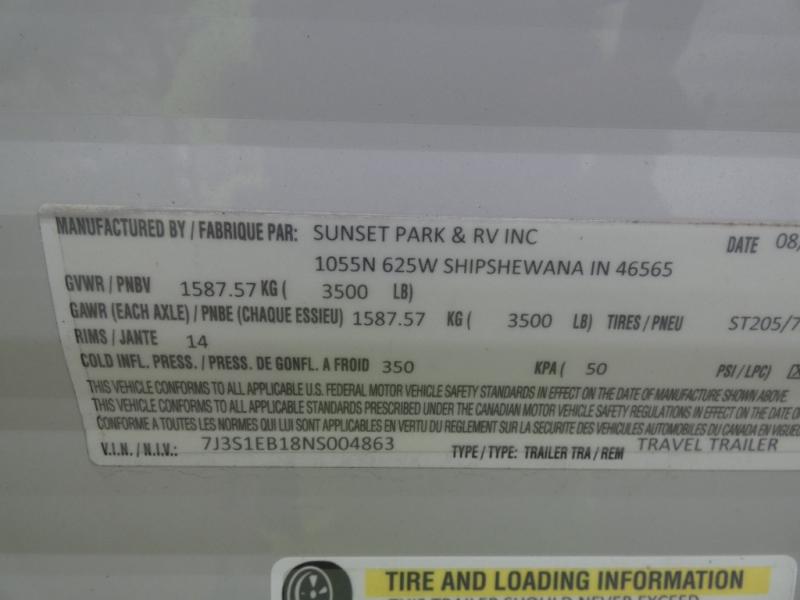 MANUFACTURED BY / FABRIQUE PAR: SUNSET PARK & RV INC DATE 08/
1055N 625W SHIPSHEWANA IN 46565
GVWR / PNBV 1587.57 KG ( 3500 LB)
GAWR (EACH AXLE) / PNBE (CHAQUE ESSIEU) 1587.57 KG ( 3500 LB) TIRES / PNEU ST205/7
RIMS / JANTE 14
COLD INFL. PRESS. / PRESS. DE GONFL. A FROID 350 KPA ( 50 PSI / LPC)
THIS VEHICLE CONFORMS TO ALL APPLICABLE U.S. FEDERAL MOTOR VEHICLE SAFETY STANDARDS IN EFFECT ON THE DATE OF MANUFACTURE SHOWN ABOVE
THIS VEHICLE CONFORMS TO ALL APPLICABLE STANDARDS PRESCRIBED UNDER THE CANADIAN MOTOR VEHICLE SAFETY REGULATIONS IN EFFECT ON THE DATE O
CONFORME A TOUTES LES NORMES QUI LUI SONT APPLICABLES EN VERTU DU REGLEMENT SUR LA SECURITE DES VEHICULES AUTOMOBILES DU CANADA EN VIGUE
V.I.N. / N.I.V.: 7J3S1EB18NS004863 TYPE / TYPE: TRAILER TRA / REM TRAVEL TRAILER
TIRE AND LOADING INFORMATION
THIS TRAILER SHOULD NEVER EXCEED